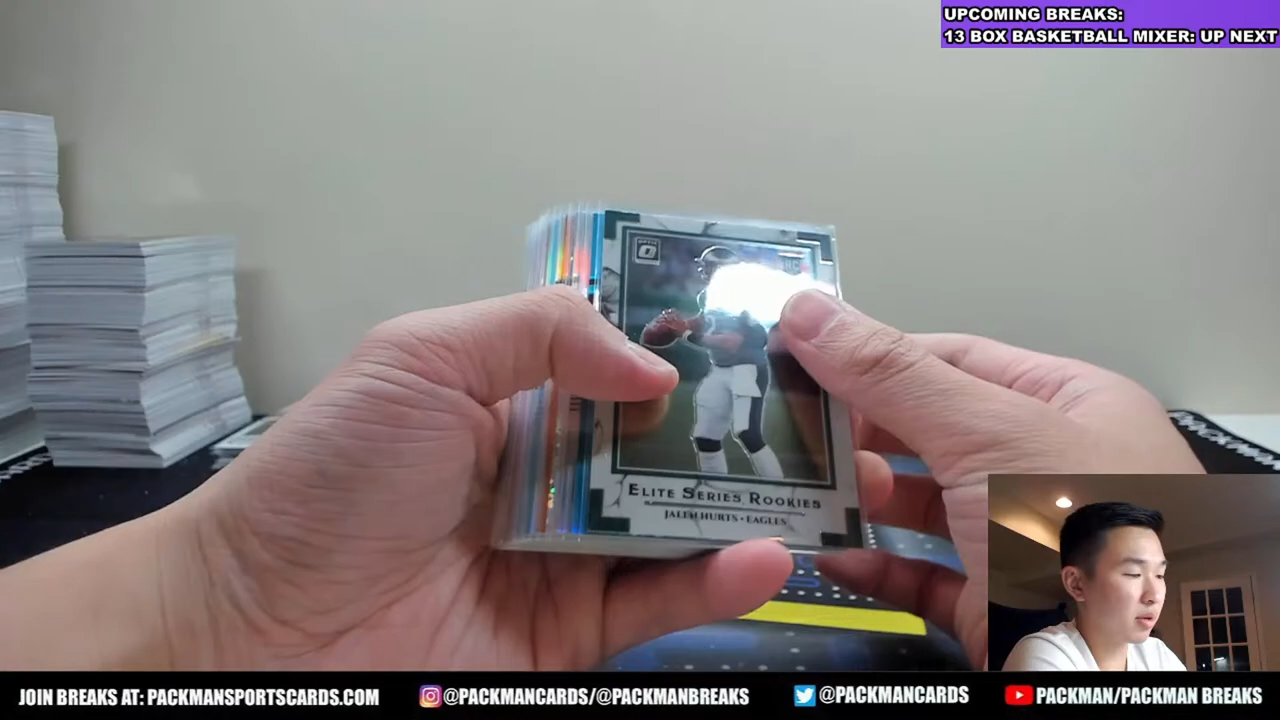 UPCOMING BREAKS:
13 BOX BASKETBALL MIXER: UP NEXT
RC
ELITE SERIES ROOKIES
JALEN HURTS • EAGLES
JOIN BREAKS AT: PACKMANSPORTSCARDS.COM
@PACKMANCARDS/@PACKMANBREAKS
@PACKMANCARDS
PACKMAN/PACKMAN BREAKS